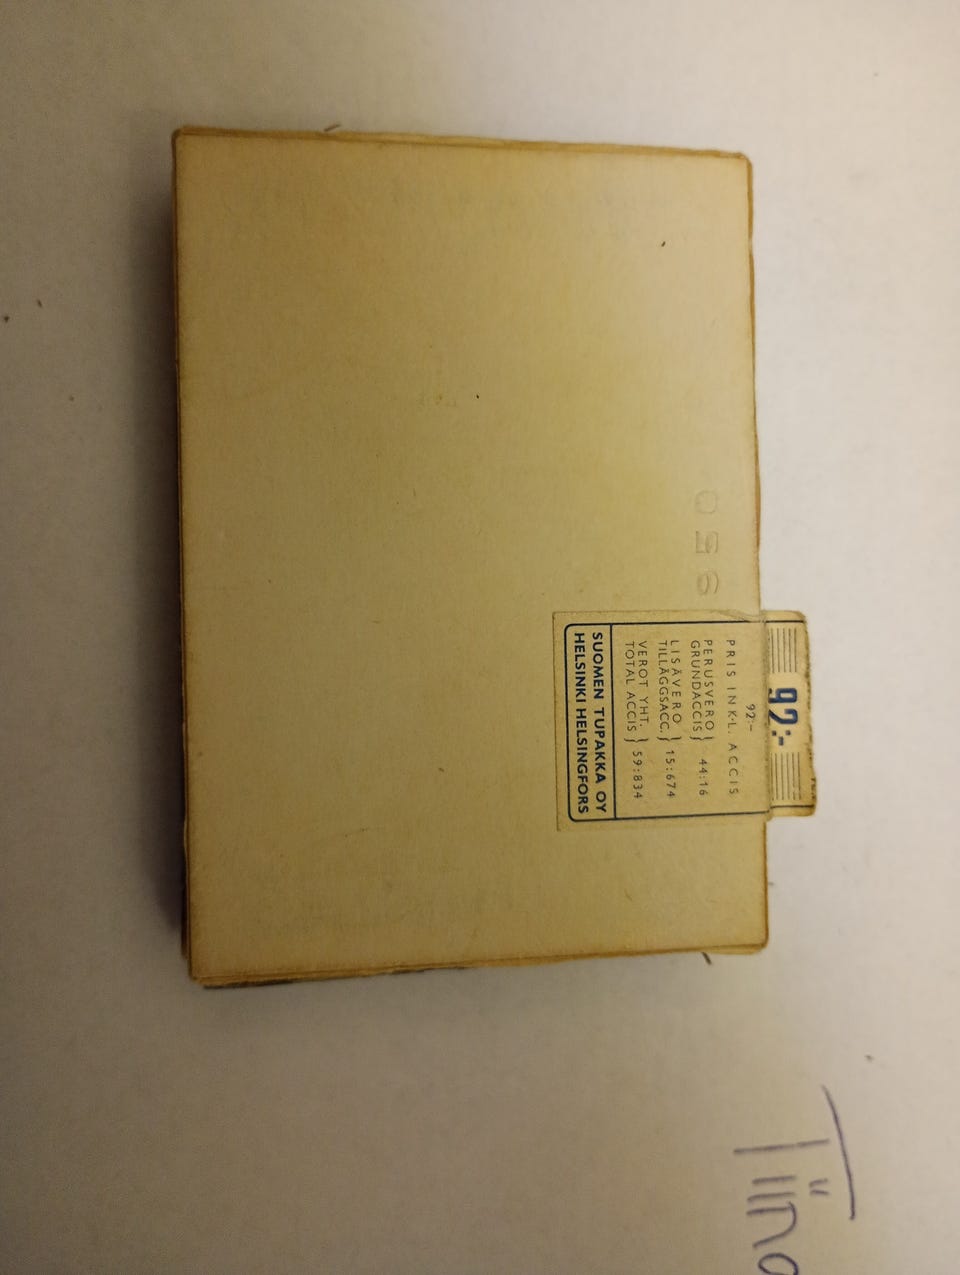 92:-
92:-
PRIS INKL. ACCIS
PERUSVERO } 44:16
GRUNDACCIS
LISÄVERO } 15:674
TILLÄGGSACC.
VEROT YHT. } 59:834
TOTAL ACCIS
SUOMEN TUPAKKA OY
HELSINKI HELSINGFORS